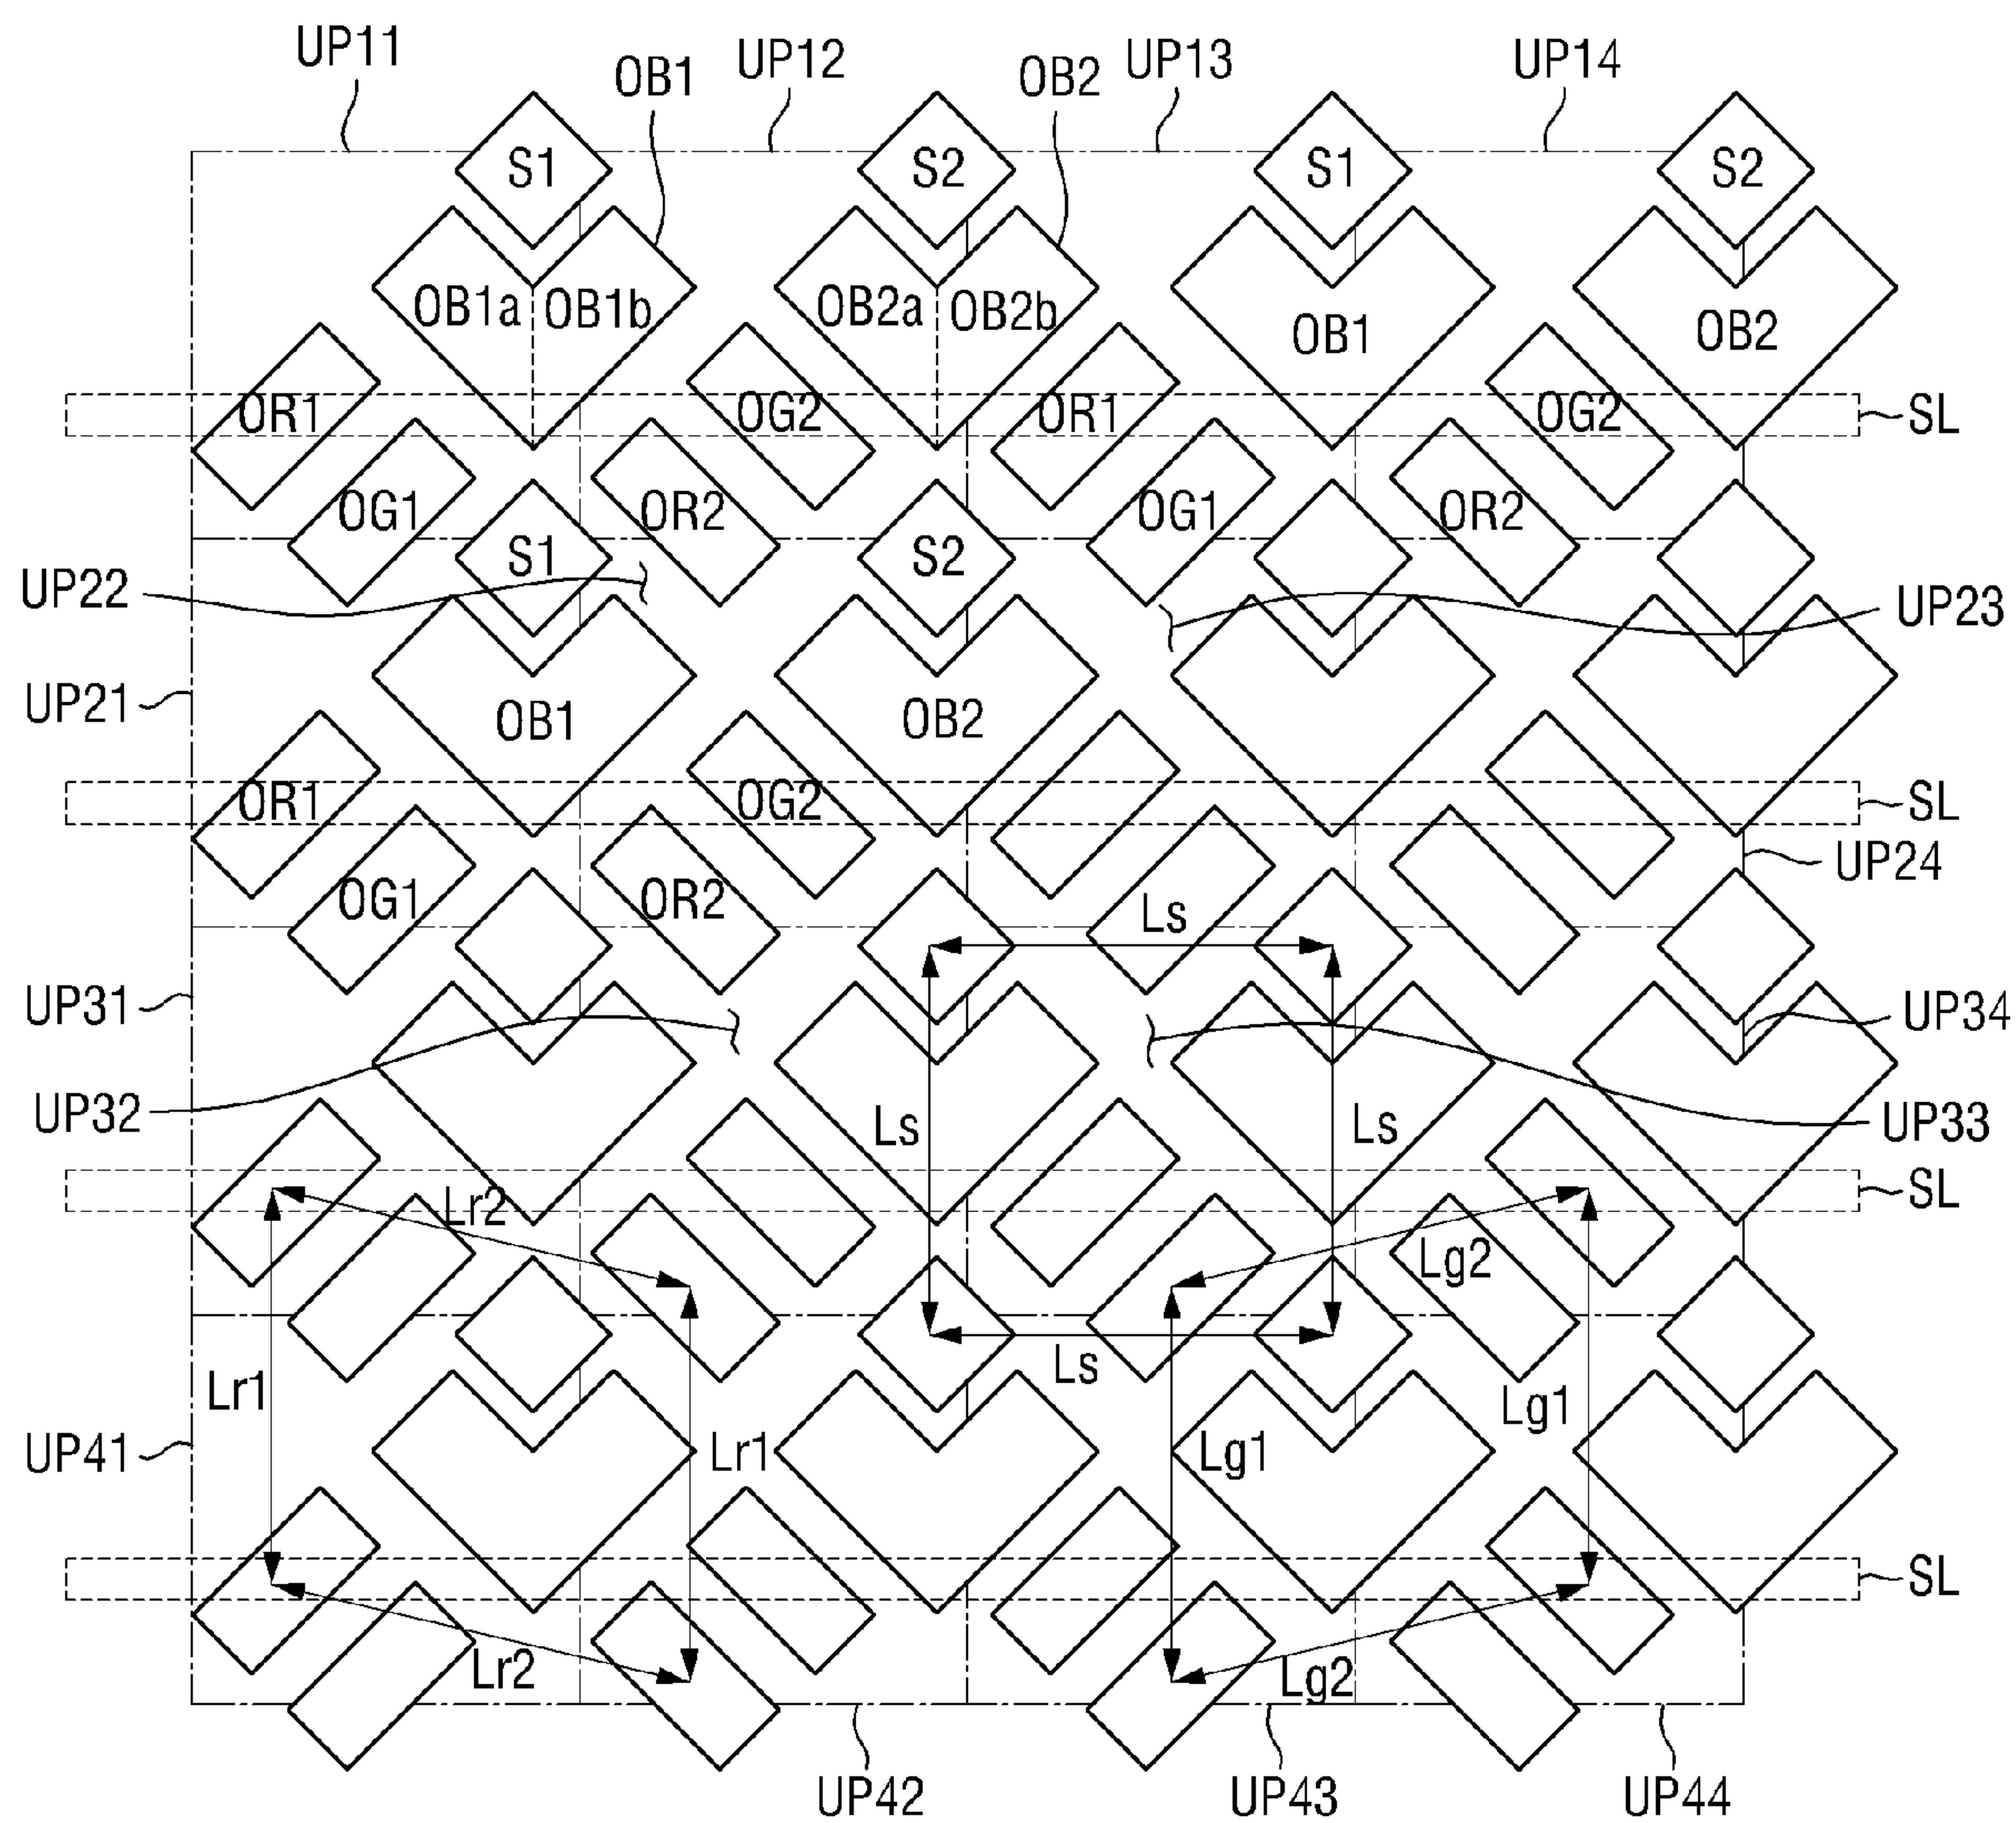 UP11
OB1
UP12
OB2
UP13
UP14
S1
S2
S1
S2
OB1a
OB1b
OB2a
OB2b
OB1
OB2
OR1
OG2
OR1
OG2
SL
OG1
OR2
OG1
OR2
S1
S2
UP22
UP23
UP21
OB1
OB2
OR1
OG2
SL
UP24
OG1
OR2
Ls
UP31
UP34
UP32
Ls
Ls
UP33
Lr2
SL
Lg2
Lr1
Ls
Lg1
UP41
Lr1
Lg1
SL
Lr2
Lg2
UP42
UP43
UP44